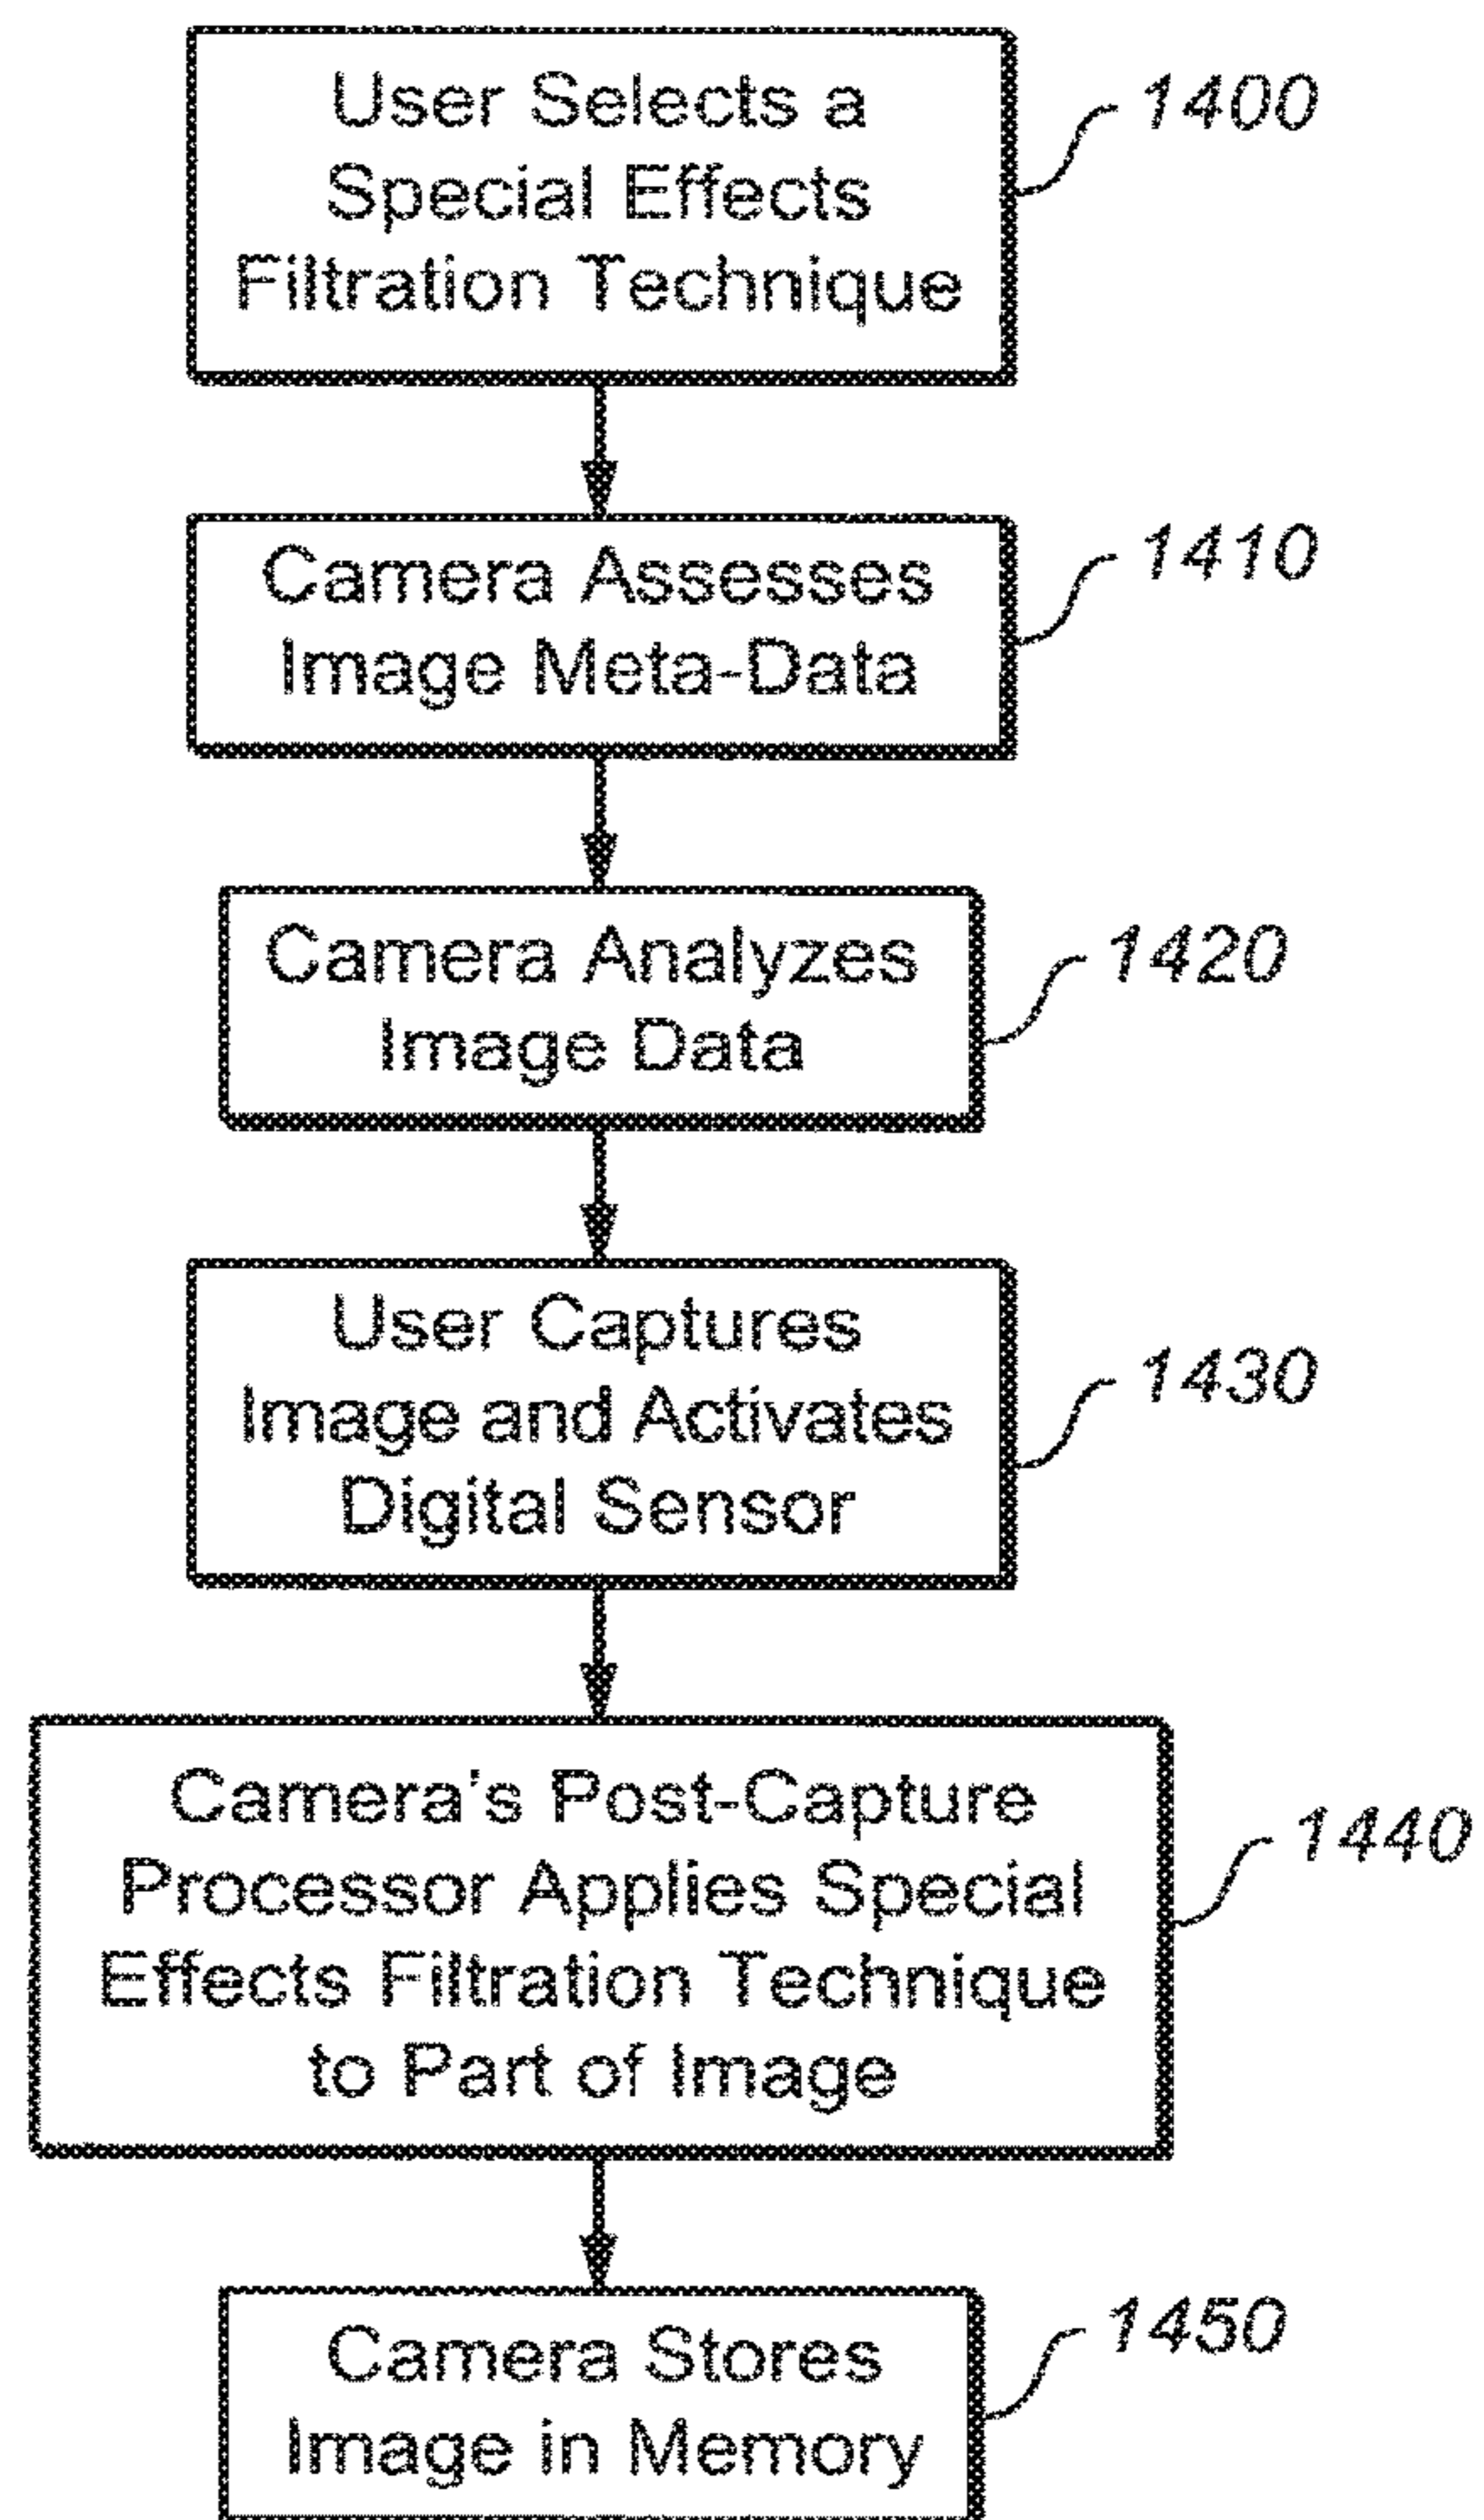 User Selects a
Special Effects
Filtration Technique
1400
Camera Assesses
Image Meta-Data
1410
Camera Analyzes
Image Data
1420
User Captures
Image and Activates
Digital Sensor
1430
Camera's Post-Capture
Processor Applies Special
Effects Filtration Technique
to Part of Image
1440
Camera Stores
Image in Memory
1450